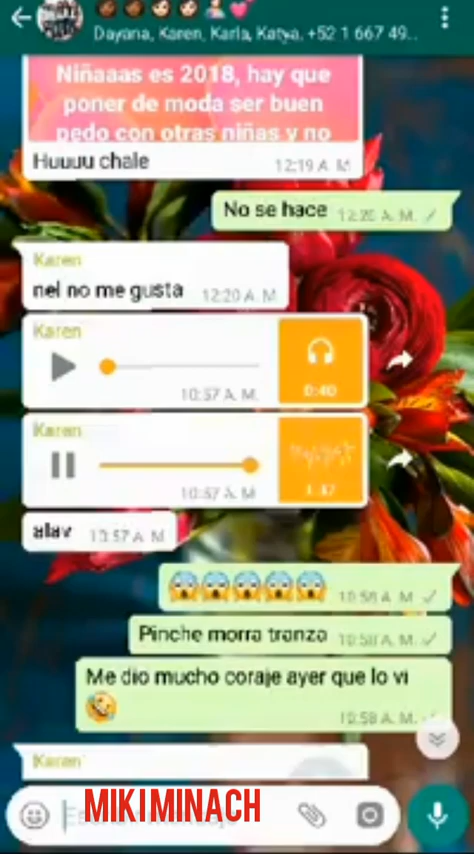 Dayana, Karen, Karla, Katya, +52 1 667 49..
Niñaaas es 2018, hay que
poner de moda ser buen
pedo con otras niñas y no
Huuuu chale 12:19 A. M.
No se hace 12:20 A. M.
Karen
nel no me gusta 12:20 A. M.
Karen
0:40
10:57 A. M.
Karen
10:57 A. M.
alav 10:57 A. M.
10:58 A. M.
Pinche morra tranza 10:58 A. M.
Me dio mucho coraje ayer que lo vi
10:58 A. M.
Karen
MIKIMINACH